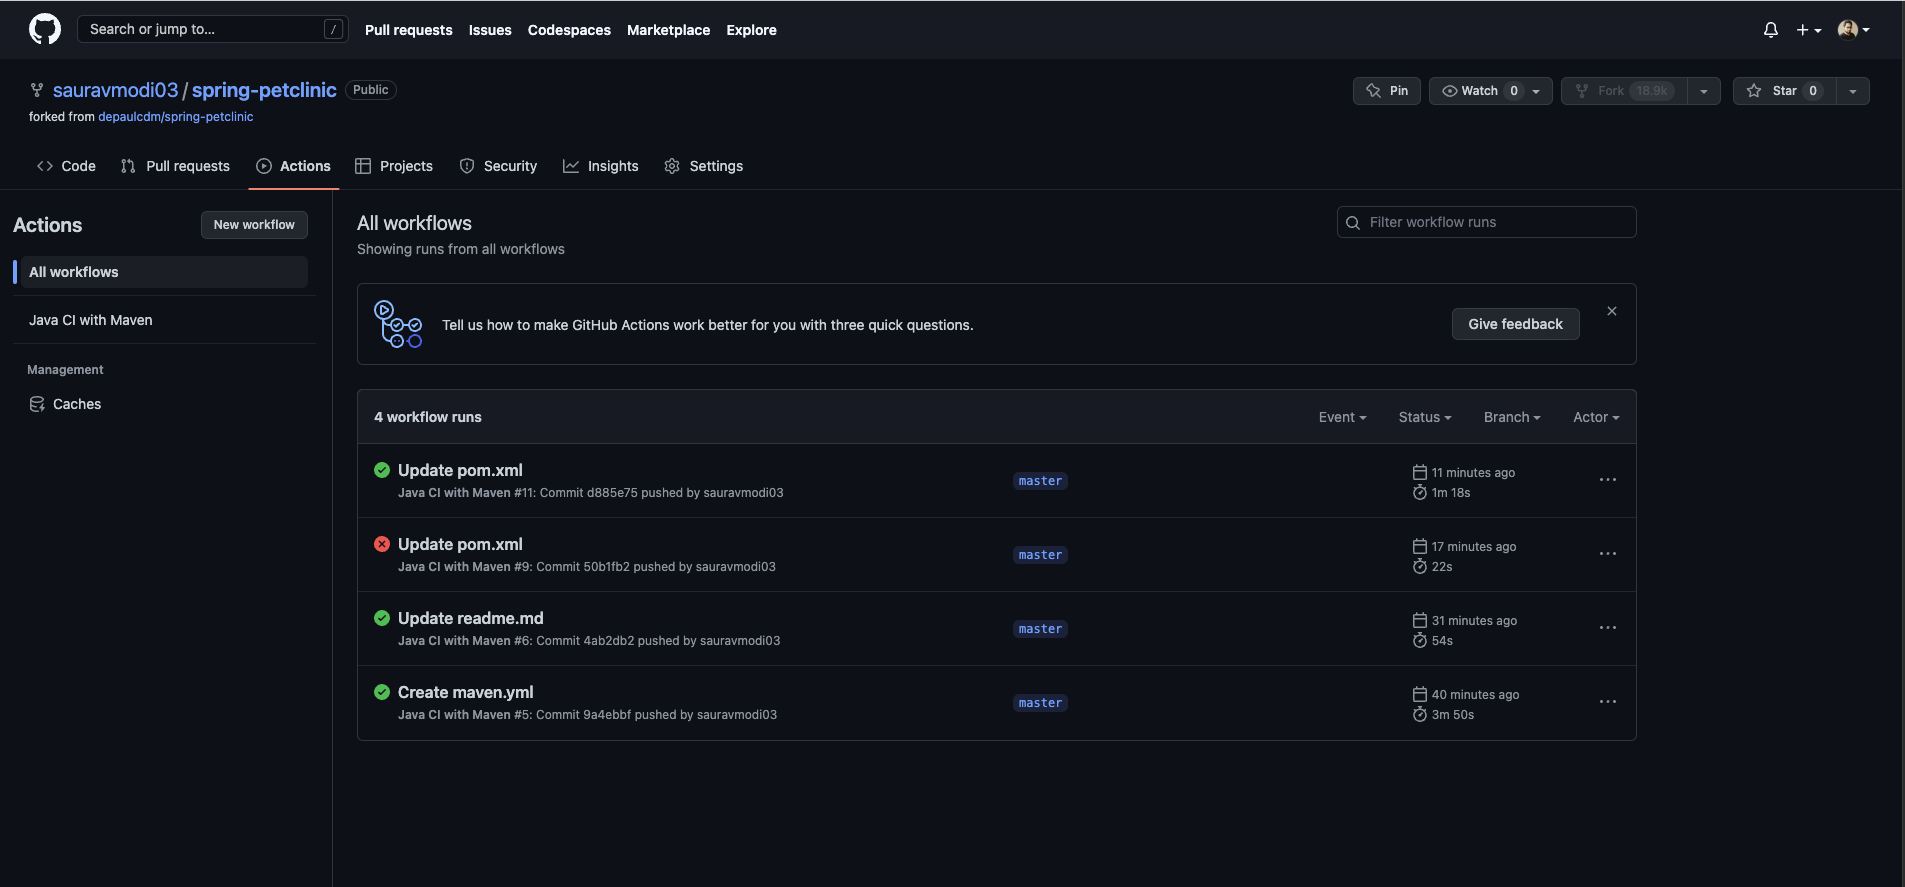 Search or jump to... /
Pull requests Issues Codespaces Marketplace Explore
sauravmodi03 / spring-petclinic Public
Pin Watch 0 Fork 18.9k Star 0
forked from depaulcdm/spring-petclinic
Code Pull requests Actions Projects Security Insights Settings
Actions
New workflow
All workflows
Java CI with Maven
Management
Caches
All workflows
Showing runs from all workflows
Filter workflow runs
Tell us how to make GitHub Actions work better for you with three quick questions.
Give feedback
4 workflow runs
Event Status Branch Actor
Update pom.xml
Java CI with Maven #11: Commit d885e75 pushed by sauravmodi03
master
11 minutes ago
1m 18s
Update pom.xml
Java CI with Maven #9: Commit 50b1fb2 pushed by sauravmodi03
master
17 minutes ago
22s
Update readme.md
Java CI with Maven #6: Commit 4ab2db2 pushed by sauravmodi03
master
31 minutes ago
54s
Create maven.yml
Java CI with Maven #5: Commit 9a4ebbf pushed by sauravmodi03
master
40 minutes ago
3m 50s